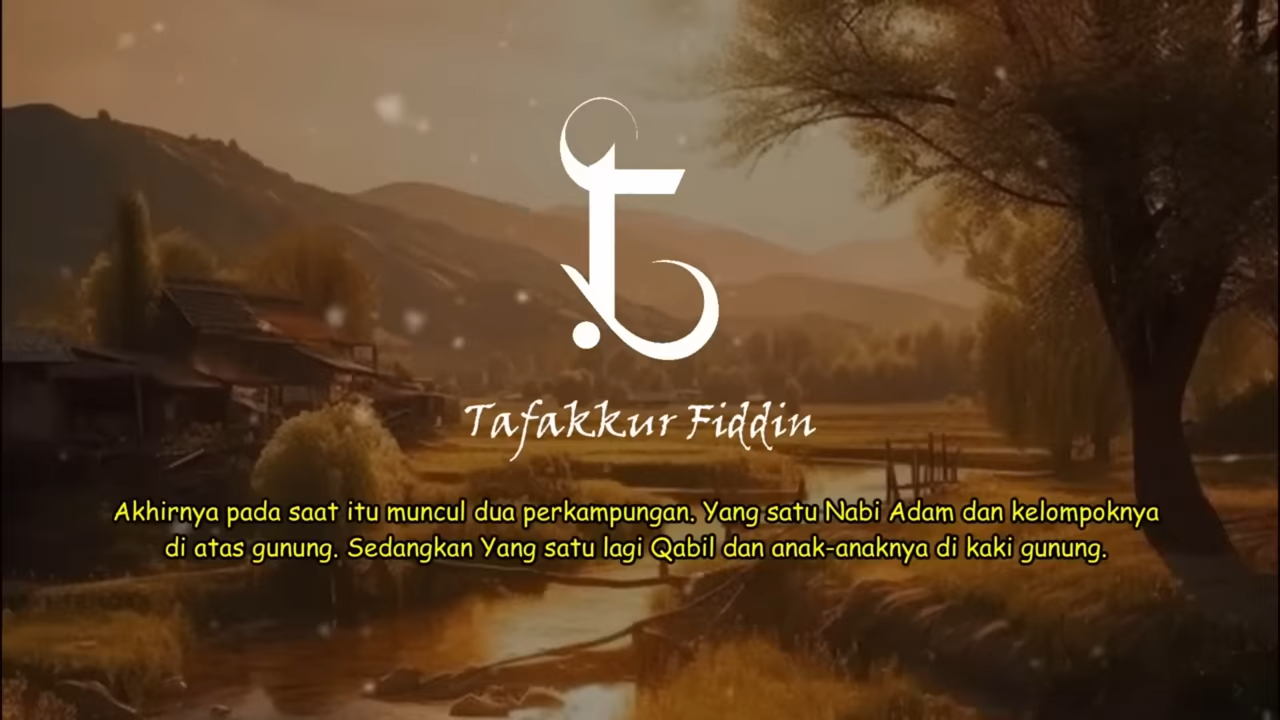 Tafakkur Fiddin
Akhirnya pada saat itu muncul dua perkampungan. Yang satu Nabi Adam dan kelompoknya
di atas gunung. Sedangkan Yang satu lagi Qabil dan anak-anaknya di kaki gunung.